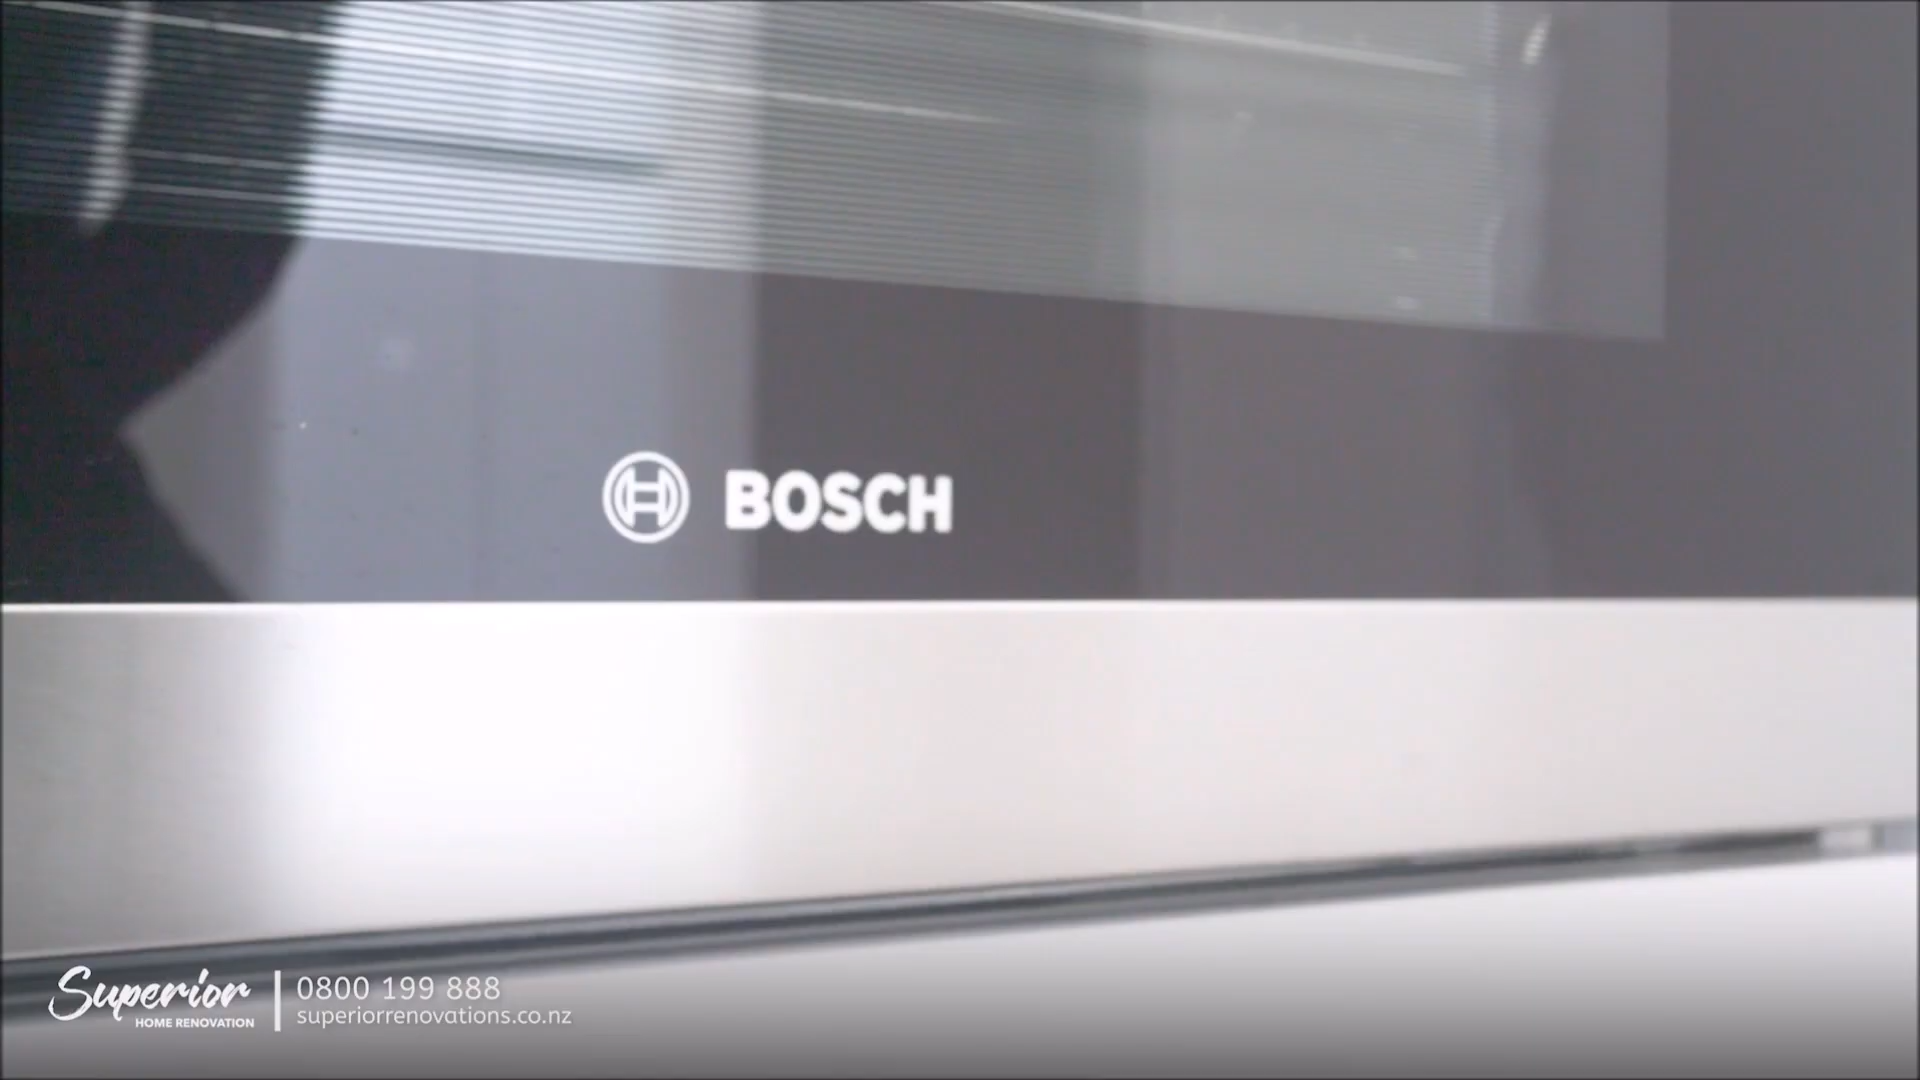 BOSCH
Superior
HOME RENOVATION
0800 199 888
superiorrenovations.co.nz